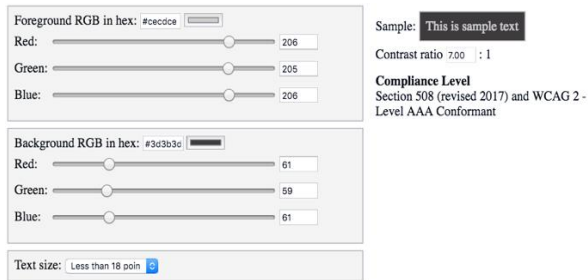 Foreground RGB in hex: #cecdce
Red: 206
Green: 205
Blue: 206
Background RGB in hex: #3d3b3d
Red: 61
Green: 59
Blue: 61
Text size: Less than 18 poin
Sample: This is sample text
Contrast ratio 7.00 : 1
Compliance Level
Section 508 (revised 2017) and WCAG 2 -
Level AAA Conformant